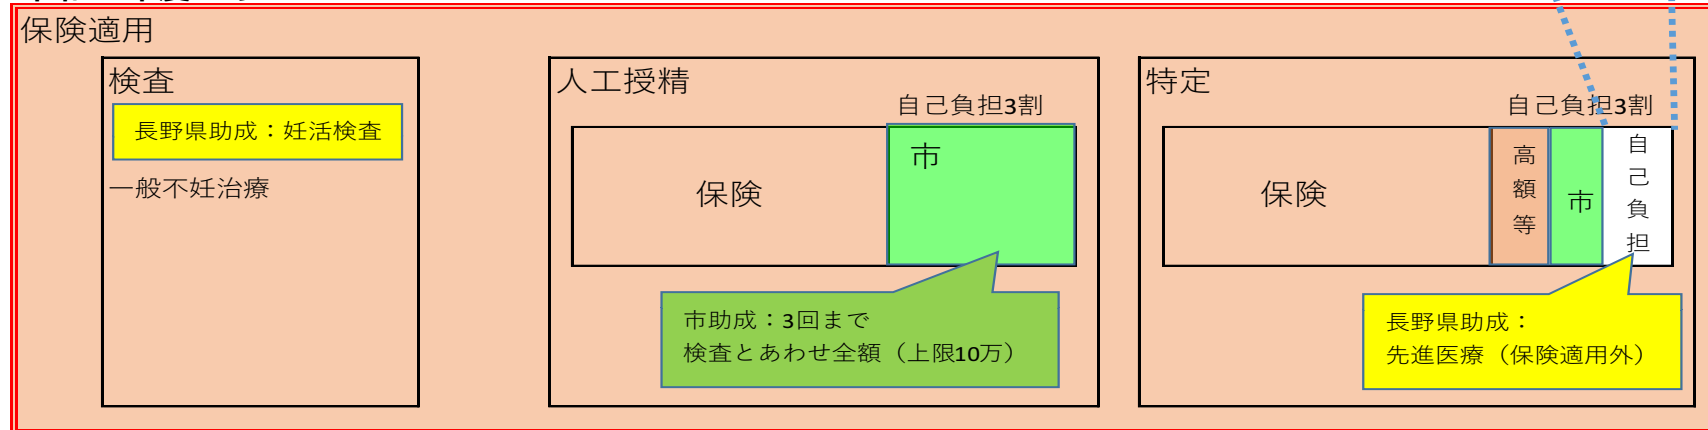 保険適用
検査
長野県助成：妊活検査
一般不妊治療
人工授精
自己負担3割
保険
市
市助成：3回まで
検査とあわせ全額（上限10万）
特定
自己負担3割
保険
高額等
市
自己負担
長野県助成：
先進医療（保険適用外）